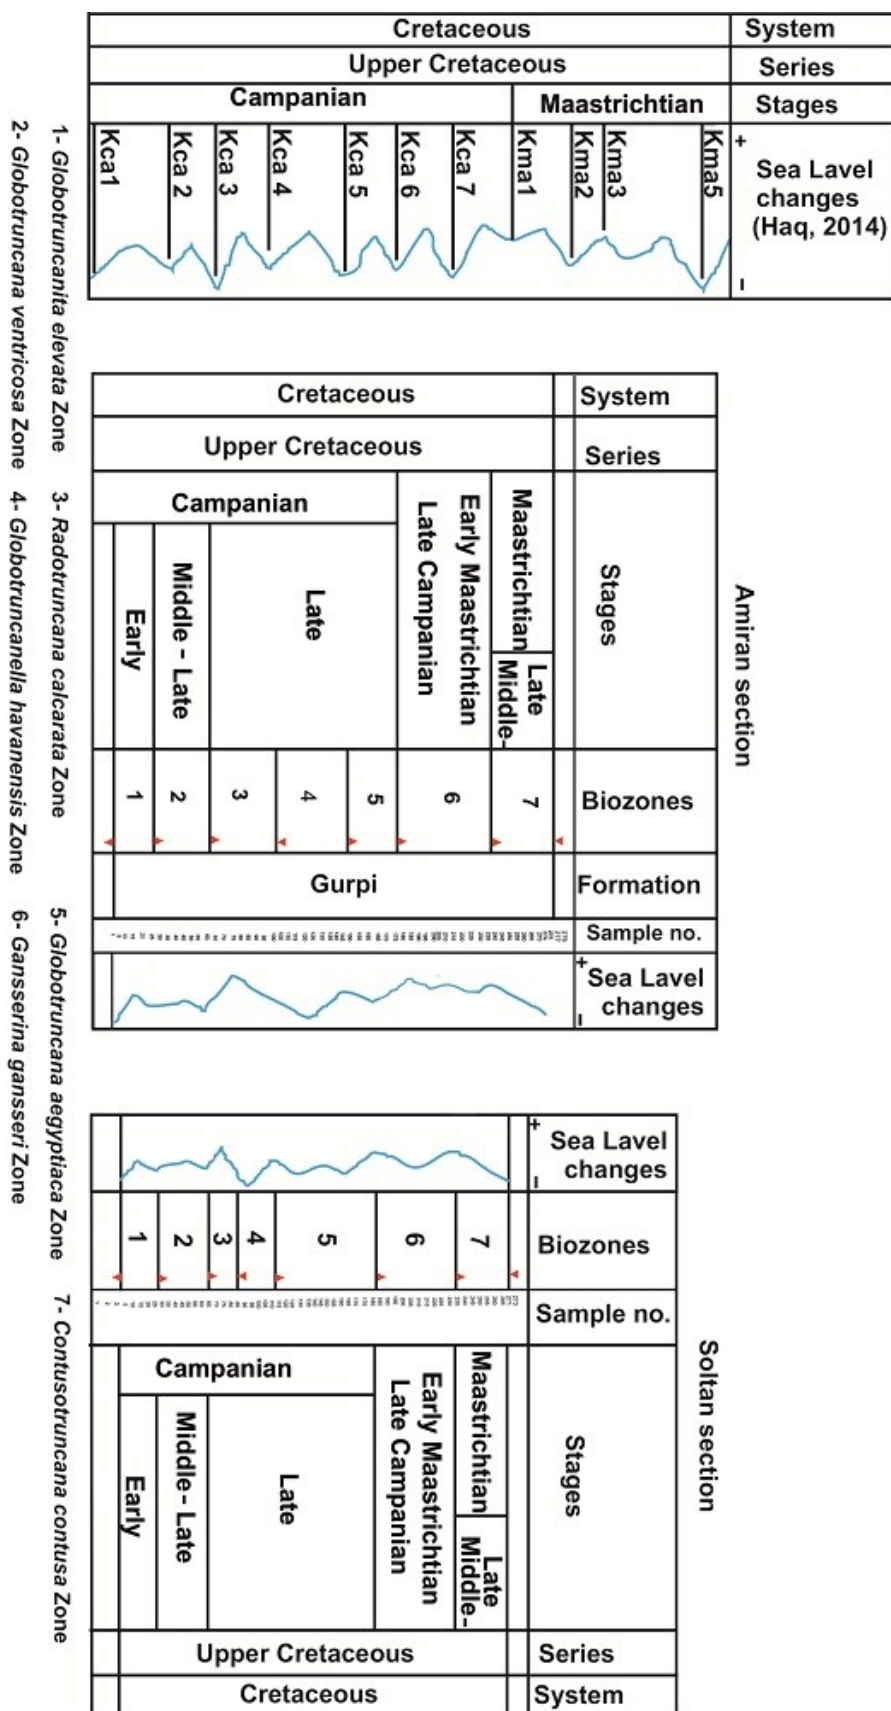 Cretaceous
System
Upper Cretaceous
Series
Campanian
Maastrichtian
Stages
Kca1
Kca 2
Kca 3
Kca 4
Kca 5
Kca 6
Kca 7
Kma1
Kma2
Kma3
Kma5
+
−
Sea Lavel
changes
(Haq, 2014)
Amiran section
Cretaceous
System
Upper Cretaceous
Series
Campanian
Early
Middle - Late
Late
Late Campanian
Early Maastrichtian
Maastrichtian
Middle-
Late
Stages
1
2
3
4
5
6
7
Biozones
Gurpi
Formation
Sample no.
+
−
Sea Lavel
changes
Soltan section
+
−
Sea Lavel
changes
1
2
3
4
5
6
7
Biozones
Sample no.
Campanian
Early
Middle - Late
Late
Late Campanian
Early Maastrichtian
Maastrichtian
Middle-
Late
Stages
Upper Cretaceous
Series
Cretaceous
System
1- Globotruncanita elevata Zone
2- Globotruncana ventricosa Zone
3- Radotruncana calcarata Zone
4- Globotruncanella havanensis Zone
5- Globotruncana aegyptiaca Zone
6- Gansserina gansseri Zone
7- Contusotruncana contusa Zone